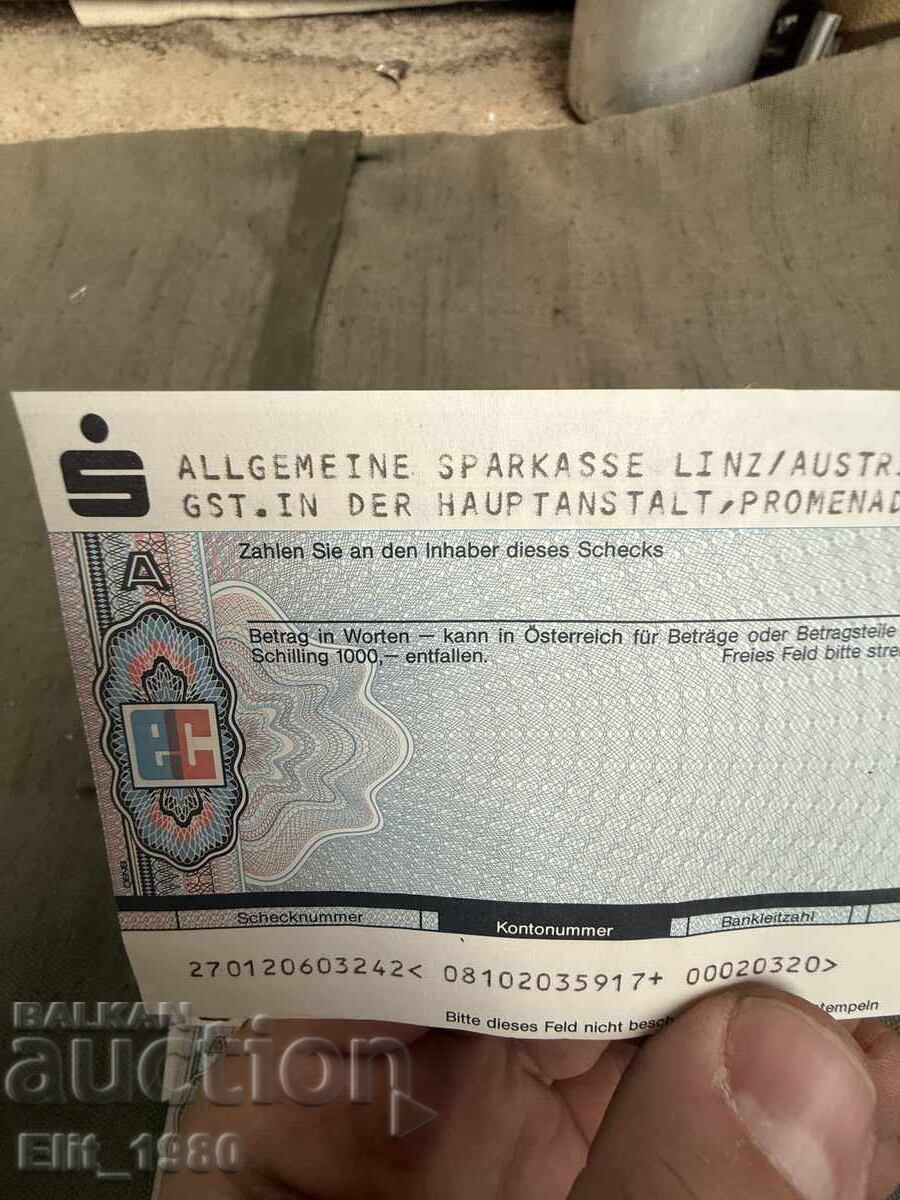 ALLGEMEINE SPARKASSE LINZ/AUSTR
GST.IN DER HAUPTANSTALT,PROMENAD
Zahlen Sie an den Inhaber dieses Schecks
A
Betrag in Worten – kann in Österreich für Beträge oder Betragsteile
Schilling 1000,– entfallen. Freies Feld bitte stre
ec
Schecknummer Kontonummer Bankleitzahl
270120603242< 08102035917+ 00020320>
Bitte dieses Feld nicht besch tempeln
BALKAN
auction
Elit_1980